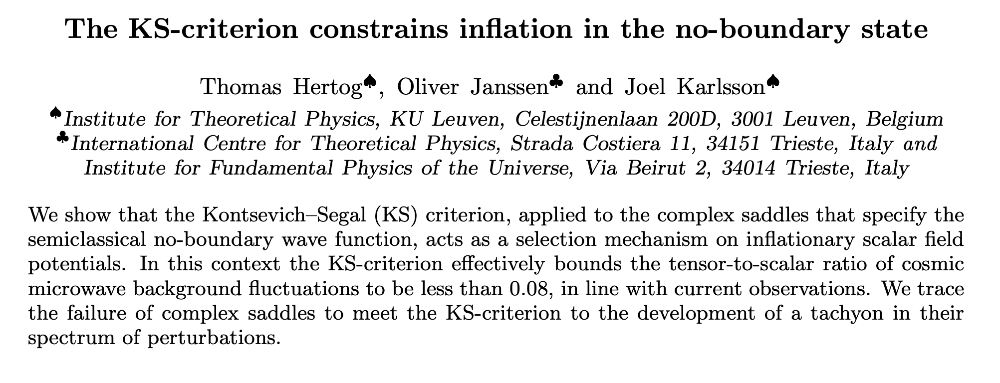 The KS-criterion constrains inflation in the no-boundary state
Thomas Hertog♠, Oliver Janssen♣ and Joel Karlsson♠
♠Institute for Theoretical Physics, KU Leuven, Celestijnenlaan 200D, 3001 Leuven, Belgium
♣International Centre for Theoretical Physics, Strada Costiera 11, 34151 Trieste, Italy and
Institute for Fundamental Physics of the Universe, Via Beirut 2, 34014 Trieste, Italy
We show that the Kontsevich–Segal (KS) criterion, applied to the complex saddles that specify the
semiclassical no-boundary wave function, acts as a selection mechanism on inflationary scalar field
potentials. In this context the KS-criterion effectively bounds the tensor-to-scalar ratio of cosmic
microwave background fluctuations to be less than 0.08, in line with current observations. We trace
the failure of complex saddles to meet the KS-criterion to the development of a tachyon in their
spectrum of perturbations.